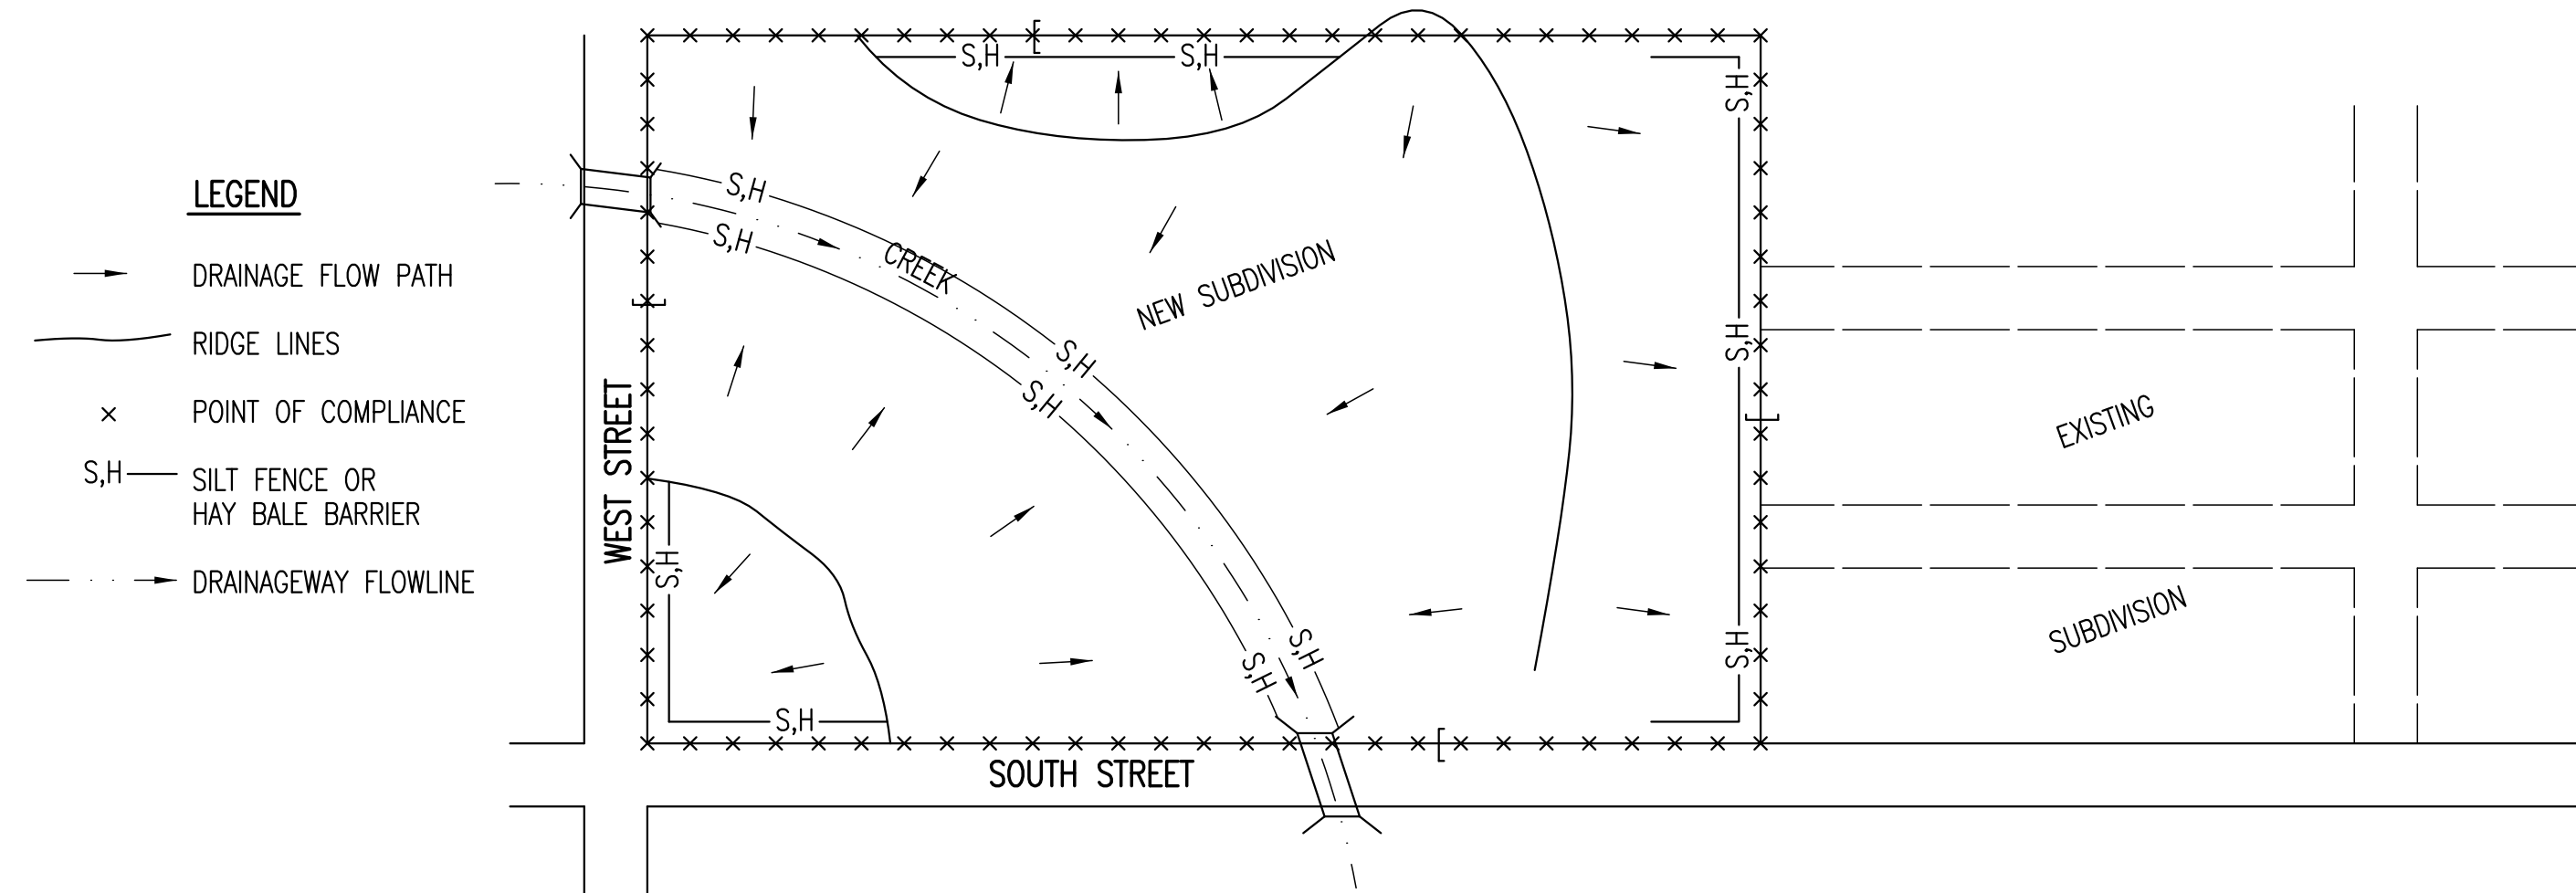 LEGEND
DRAINAGE FLOW PATH
RIDGE LINES
POINT OF COMPLIANCE
S,H
SILT FENCE OR
HAY BALE BARRIER
DRAINAGEWAY FLOWLINE
S,H
S,H
S,H
S,H
S,H
CREEK
NEW SUBDIVISION
S,H
S,H
S,H
WEST STREET
S,H
S,H
S,H
S,H
S,H
S,H
SOUTH STREET
EXISTING
SUBDIVISION